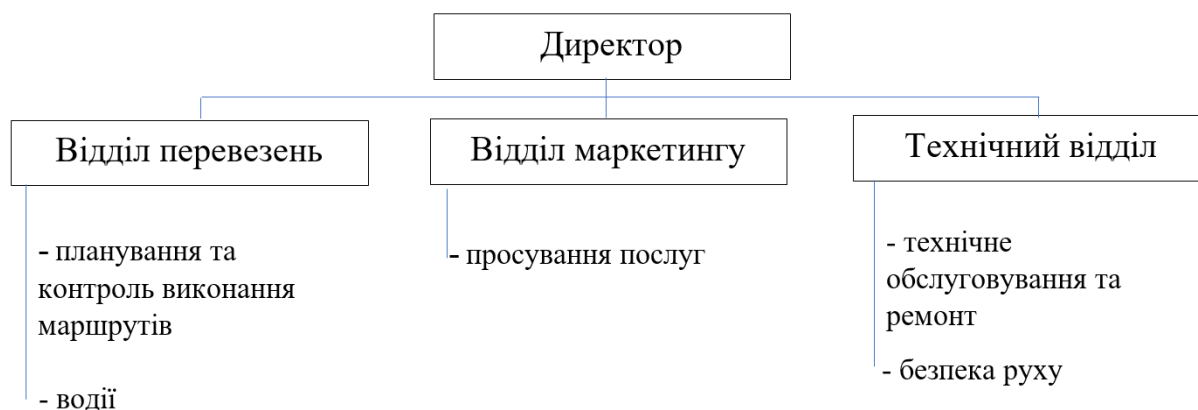 Директор
Відділ перевезень
Відділ маркетингу
Технічний відділ
- планування та
контроль виконання
маршрутів
- водії
- просування послуг
- технічне
обслуговування та
ремонт
- безпека руху